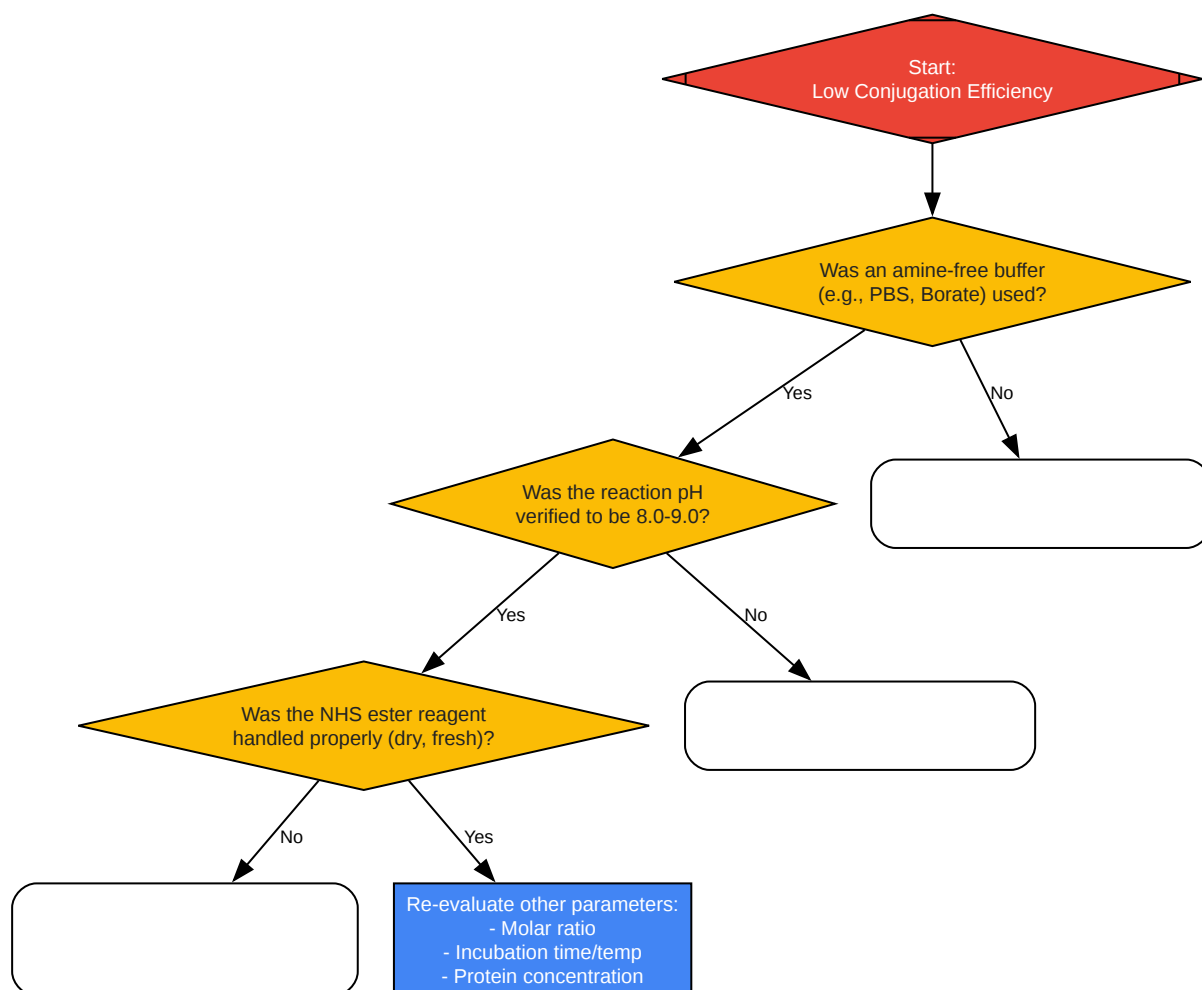 Start:
Low Conjugation Efficiency
Was an amine-free buffer
(e.g., PBS, Borate) used?
Yes
No
Was the reaction pH
verified to be 8.0-9.0?
Yes
No
Was the NHS ester reagent
handled properly (dry, fresh)?
No
Yes
Re-evaluate other parameters:
- Molar ratio
- Incubation time/temp
- Protein concentration